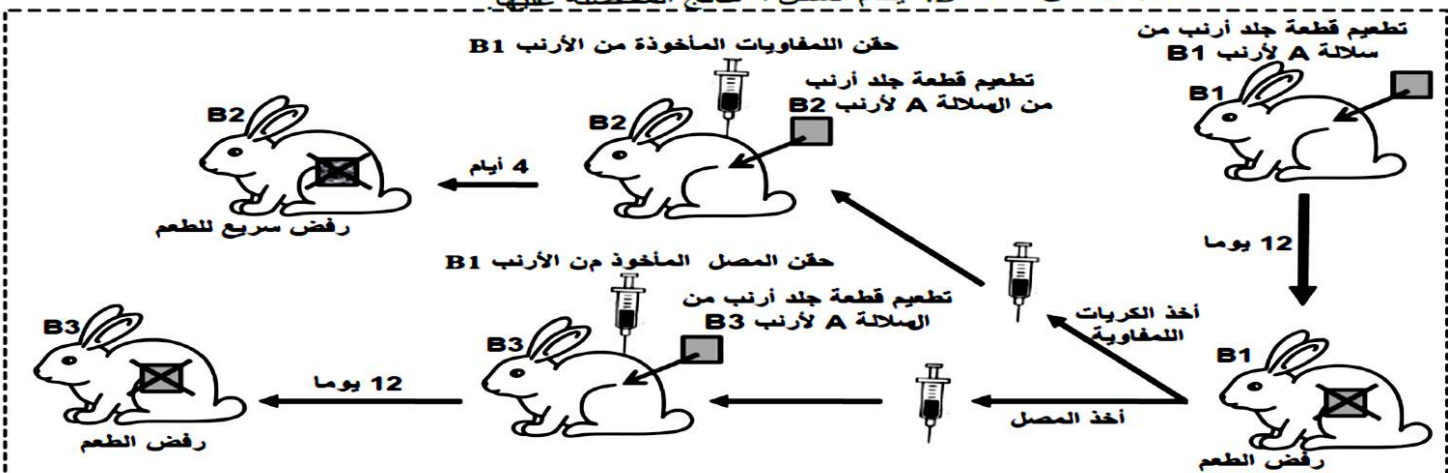 تطعيم قطعة جلد أرنب من
سلالة A لأرنب B1
B1
12 يوما
B1
رفض الطعم
أخذ الكريات
اللمفاوية
أخذ المصل
حقن اللمفاويات المأخوذة من الأرنب B1
تطعيم قطعة جلد أرنب
من السلالة A لأرنب B2
B2
4 أيام
B2
رفض سريع للطعم
حقن المصل المأخوذ من الأرنب B1
تطعيم قطعة جلد أرنب من
السلالة A لأرنب B3
B3
12 يوما
B3
رفض الطعم